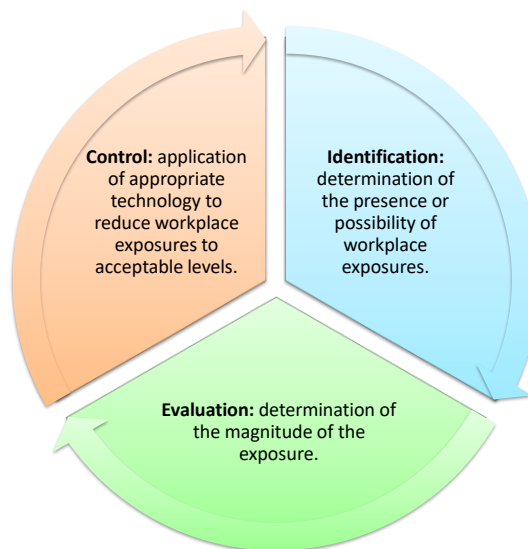 Control: application
of appropriate
technology to
reduce workplace
exposures to
acceptable levels.
Identification:
determination of
the presence or
possibility of
workplace
exposures.
Evaluation: determination of
the magnitude of the
exposure.